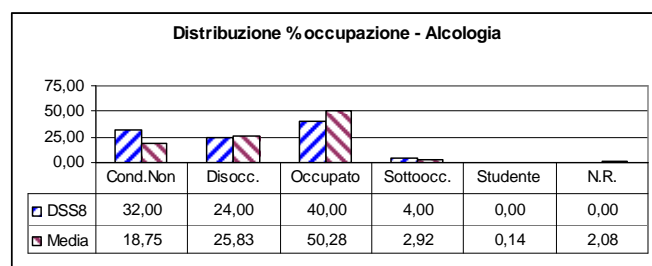 Distribuzione % occupazione - Alcologia
75,00
50,00
25,00
0,00
Cond.Non Disocc. Occupato Sottoocc. Studente N.R.
DSS8 32,00 24,00 40,00 4,00 0,00 0,00
Media 18,75 25,83 50,28 2,92 0,14 2,08